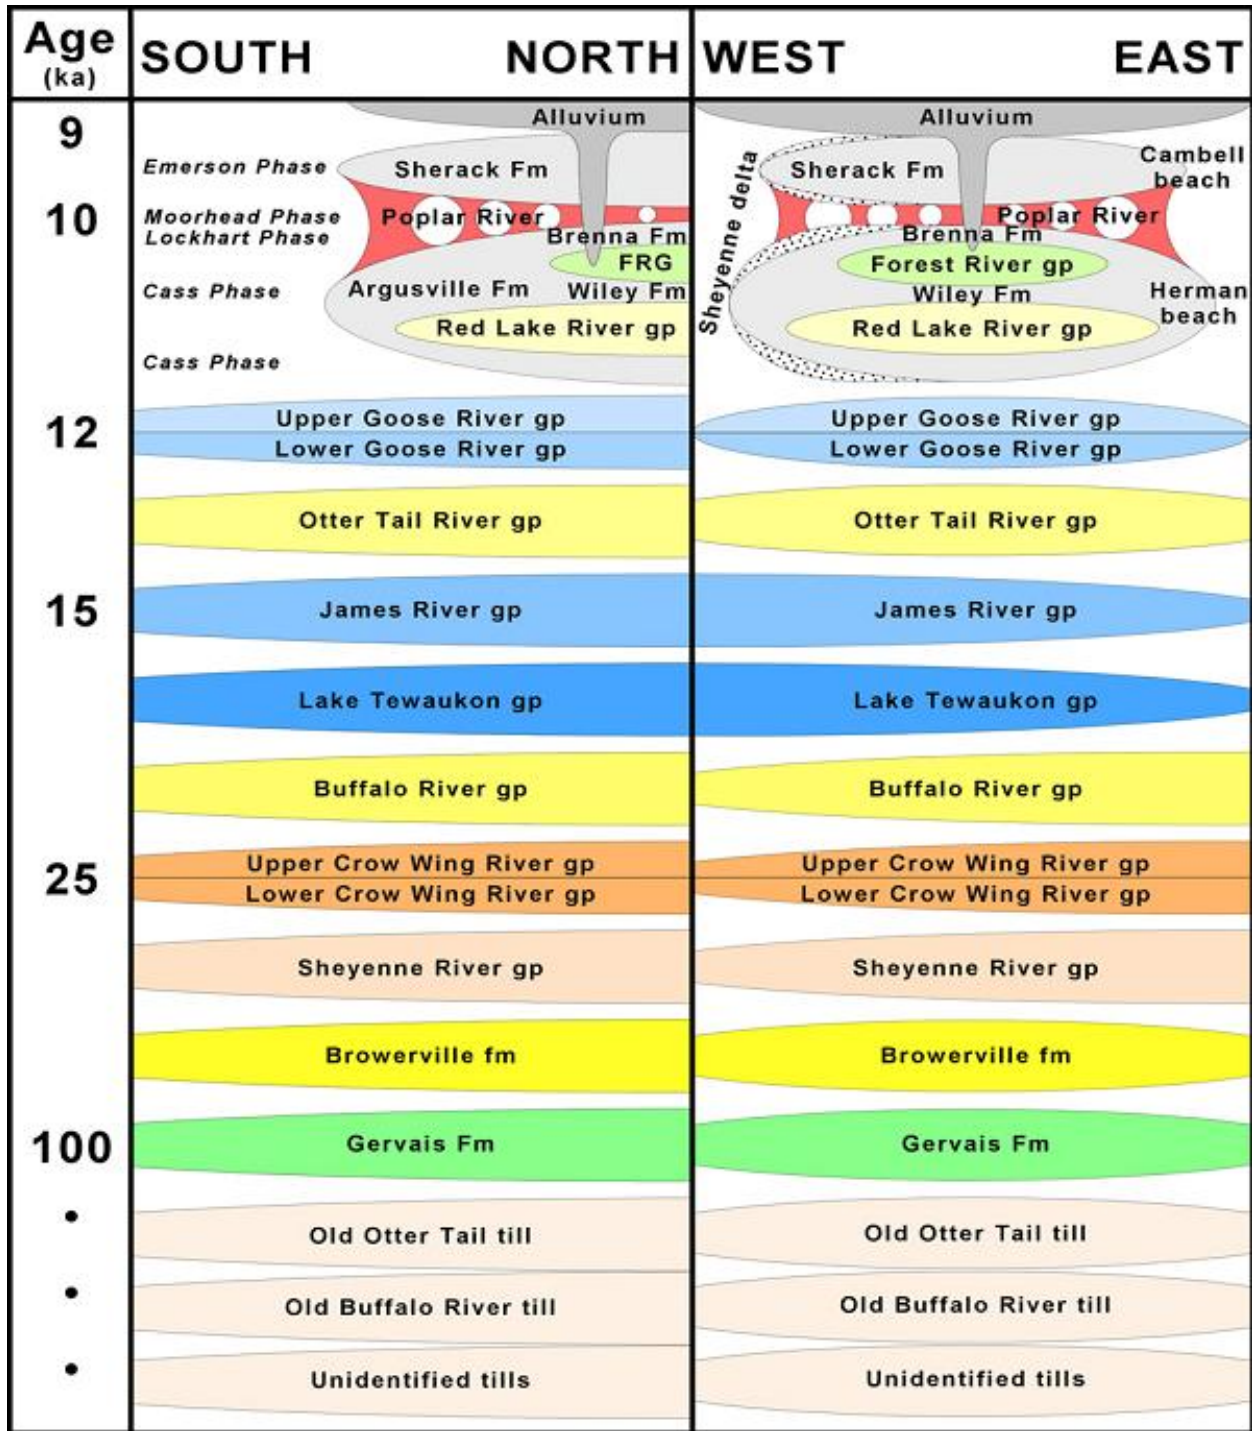 Age
(ka)
SOUTH NORTH WEST EAST
9
Alluvium
Alluvium
Emerson Phase
Sherack Fm
Sherack Fm
Cambell
beach
Sheyenne delta
10
Moorhead Phase
Lockhart Phase
Poplar River
Poplar River
Brenna Fm
Brenna Fm
FRG
Forest River gp
Cass Phase
Argusville Fm
Wiley Fm
Wiley Fm
Herman
beach
Red Lake River gp
Red Lake River gp
Cass Phase
12
Upper Goose River gp
Lower Goose River gp
Upper Goose River gp
Lower Goose River gp
Otter Tail River gp
Otter Tail River gp
15
James River gp
James River gp
Lake Tewaukon gp
Lake Tewaukon gp
Buffalo River gp
Buffalo River gp
25
Upper Crow Wing River gp
Lower Crow Wing River gp
Upper Crow Wing River gp
Lower Crow Wing River gp
Sheyenne River gp
Sheyenne River gp
Browerville fm
Browerville fm
100
Gervais Fm
Gervais Fm
Old Otter Tail till
Old Otter Tail till
Old Buffalo River till
Old Buffalo River till
Unidentified tills
Unidentified tills